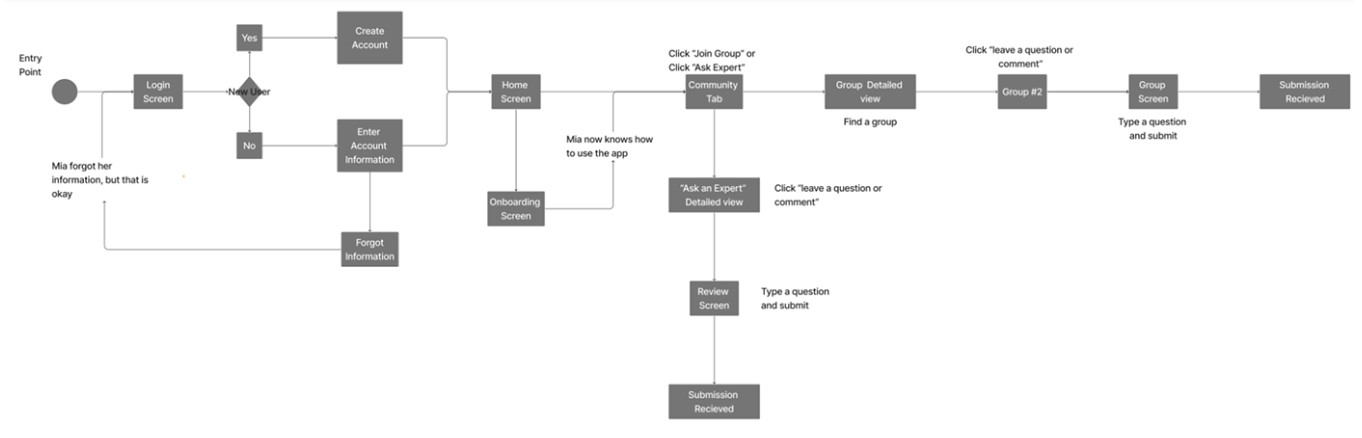 Entry
Point
Login
Screen
Yes
New User
No
Create
Account
Enter
Account
Information
Forgot
Information
Mia forgot her
information, but that is
okay
Home
Screen
Onboarding
Screen
Mia now knows how
to use the app
Click "Join Group" or
Click "Ask Expert"
Community
Tab
Group Detailed
view
Find a group
Click "leave a question or
comment"
Group #2
Group
Screen
Type a question
and submit
Submission
Recieved
"Ask an Expert"
Detailed view
Click "leave a question or
comment"
Review
Screen
Type a question
and submit
Submission
Recieved